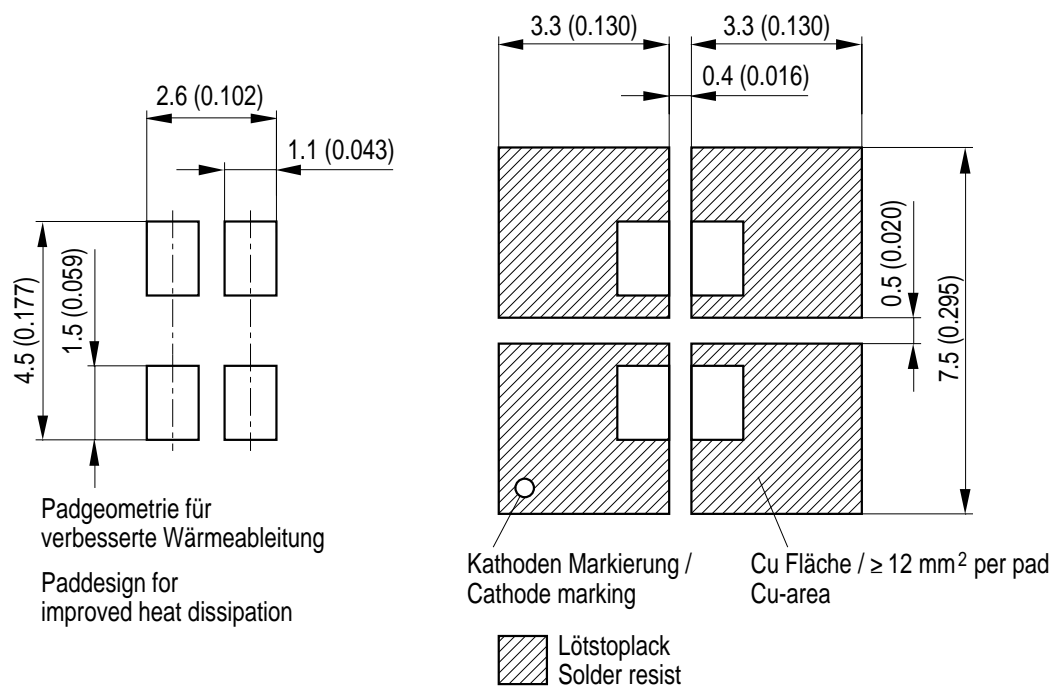 3.3 (0.130)
3.3 (0.130)
0.4 (0.016)
2.6 (0.102)
1.1 (0.043)
4.5 (0.177)
1.5 (0.059)
0.5 (0.020)
7.5 (0.295)
Padgeometrie für
verbesserte Wärmeableitung
Paddesign for
improved heat dissipation
Kathoden Markierung /
Cathode marking
Cu Fläche / ≥ 12 mm² per pad
Cu-area
Lötstoplack
Solder resist